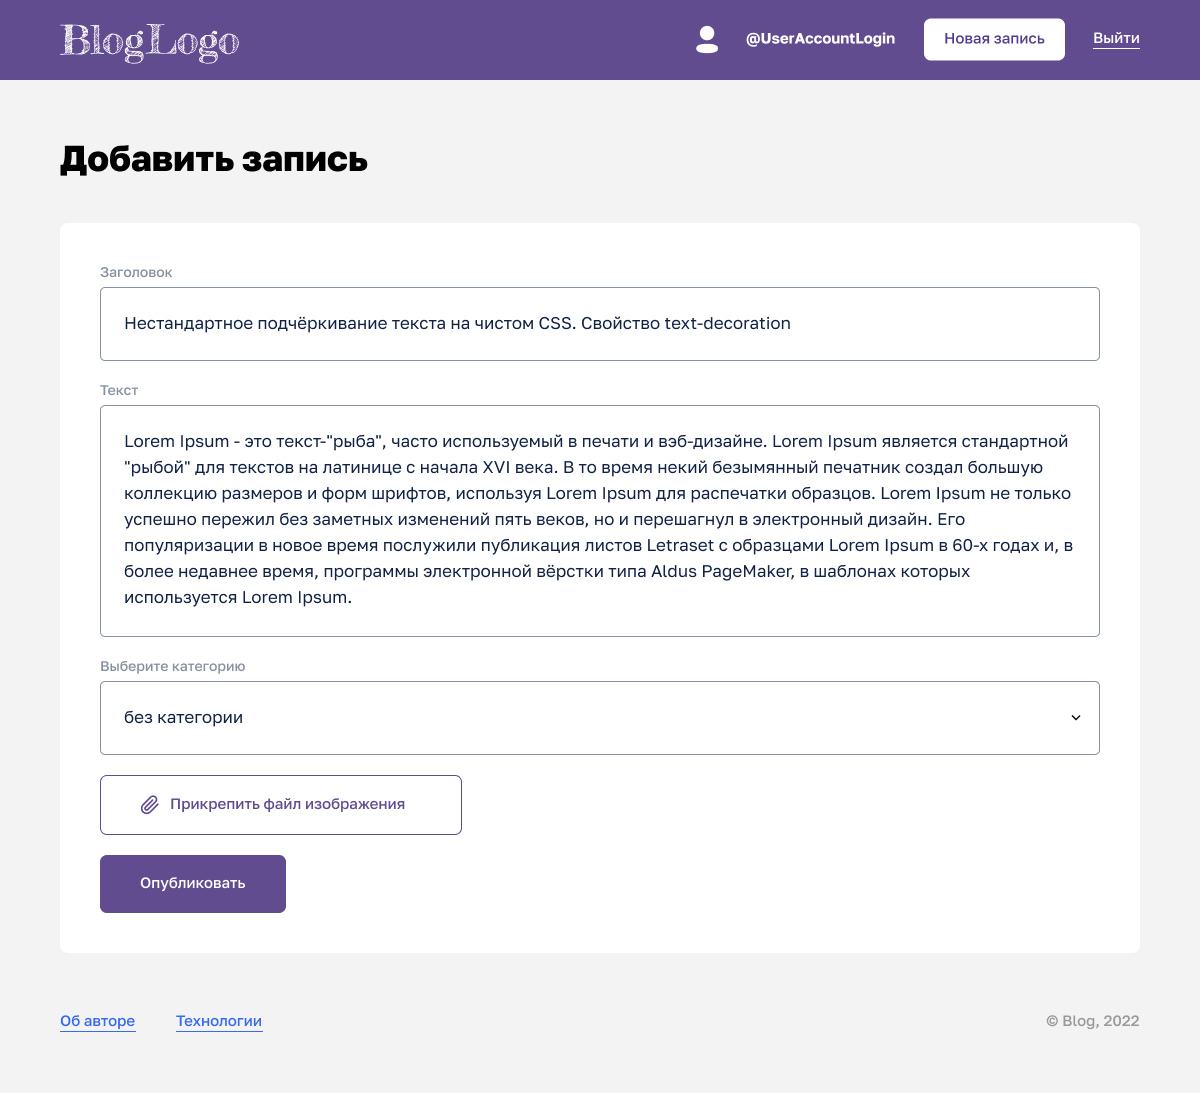 BlogLogo
@UserAccountLogin
Новая запись
Выйти
Добавить запись
Заголовок
Нестандартное подчёркивание текста на чистом CSS. Свойство text-decoration
Текст
Lorem Ipsum - это текст-"рыба", часто используемый в печати и вэб-дизайне. Lorem Ipsum является стандартной
"рыбой" для текстов на латинице с начала XVI века. В то время некий безымянный печатник создал большую
коллекцию размеров и форм шрифтов, используя Lorem Ipsum для распечатки образцов. Lorem Ipsum не только
успешно пережил без заметных изменений пять веков, но и перешагнул в электронный дизайн. Его
популяризации в новое время послужили публикация листов Letraset с образцами Lorem Ipsum в 60-х годах и, в
более недавнее время, программы электронной вёрстки типа Aldus PageMaker, в шаблонах которых
используется Lorem Ipsum.
Выберите категорию
без категории
Прикрепить файл изображения
Опубликовать
Об авторе
Технологии
© Blog, 2022